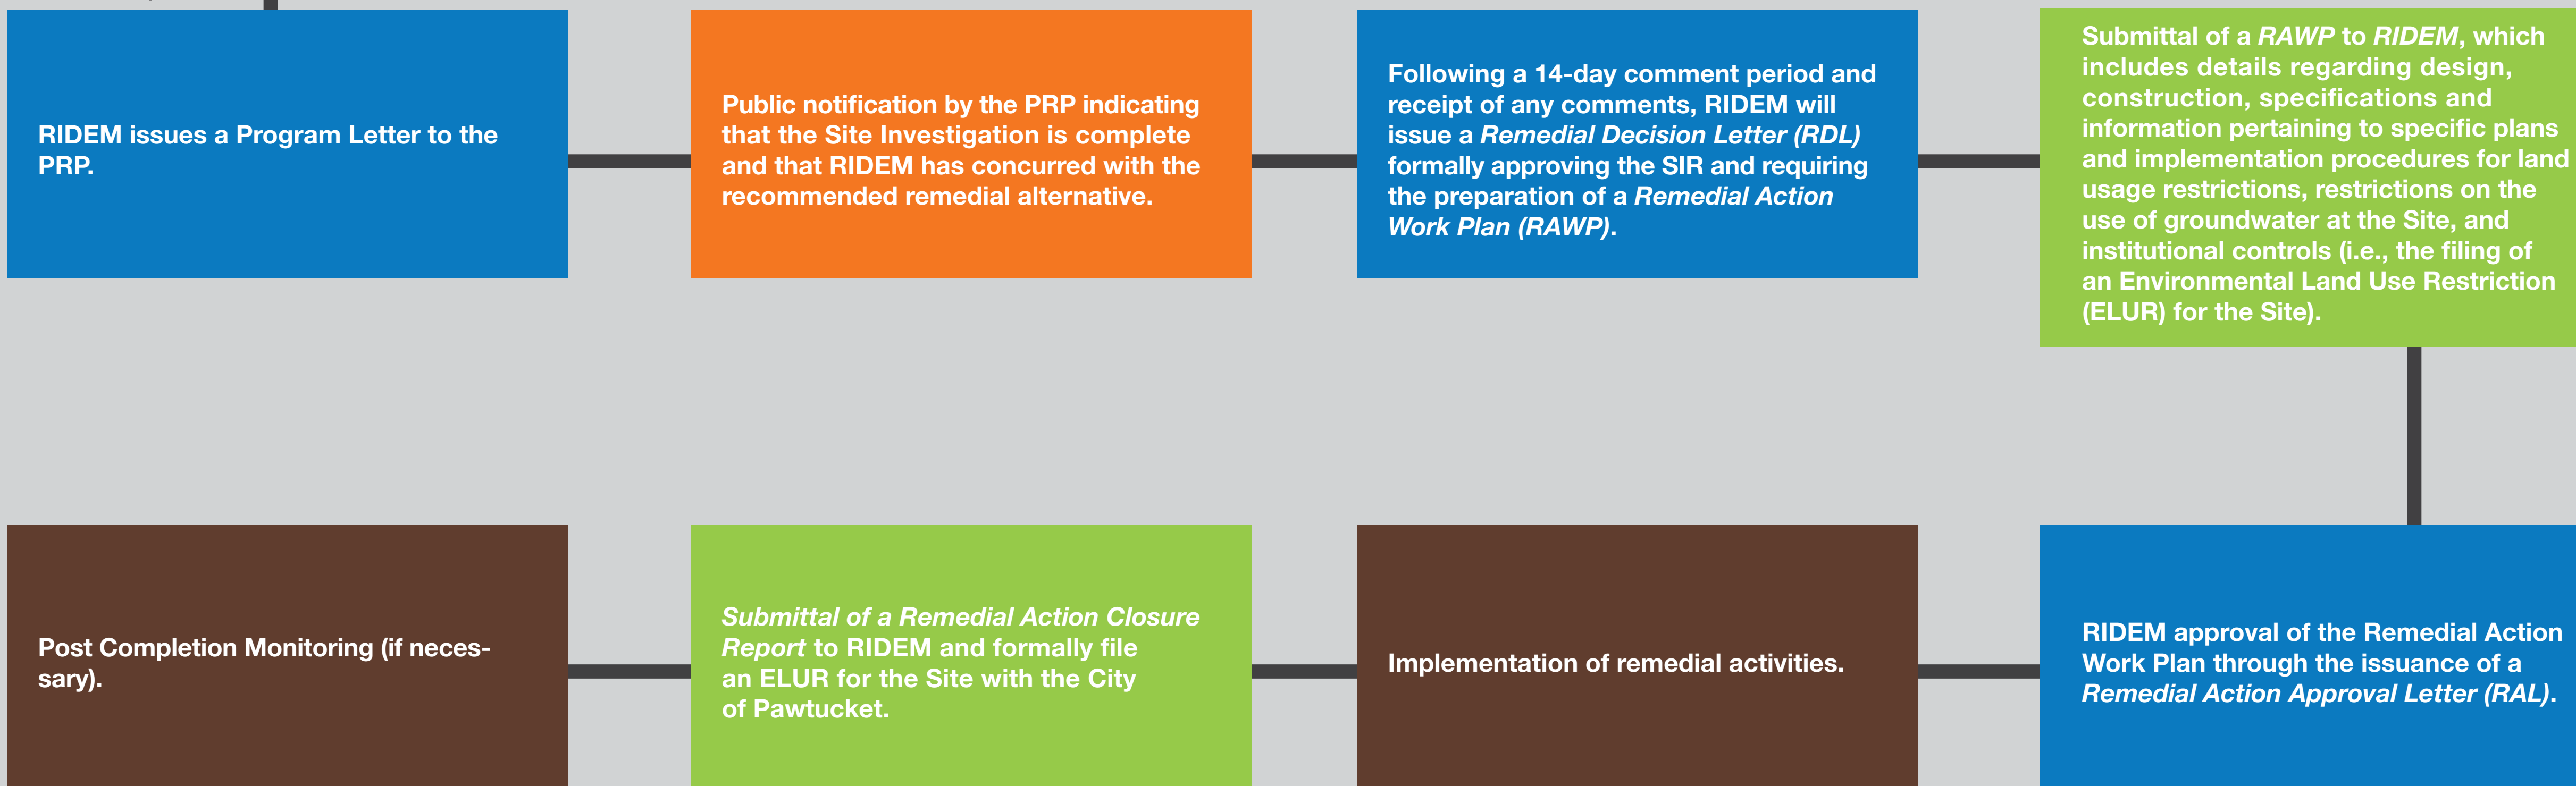 RIDEM issues a Program Letter to the
PRP.
Public notification by the PRP indicating
that the Site Investigation is complete
and that RIDEM has concurred with the
recommended remedial alternative.
Following a 14-day comment period and
receipt of any comments, RIDEM will
issue a Remedial Decision Letter (RDL)
formally approving the SIR and requiring
the preparation of a Remedial Action
Work Plan (RAWP).
Submittal of a RAWP to RIDEM, which
includes details regarding design,
construction, specifications and
information pertaining to specific plans
and implementation procedures for land
usage restrictions, restrictions on the
use of groundwater at the Site, and
institutional controls (i.e., the filing of
an Environmental Land Use Restriction
(ELUR) for the Site).
RIDEM approval of the Remedial Action
Work Plan through the issuance of a
Remedial Action Approval Letter (RAL).
Implementation of remedial activities.
Submittal of a Remedial Action Closure
Report to RIDEM and formally file
an ELUR for the Site with the City
of Pawtucket.
Post Completion Monitoring (if neces-
sary).